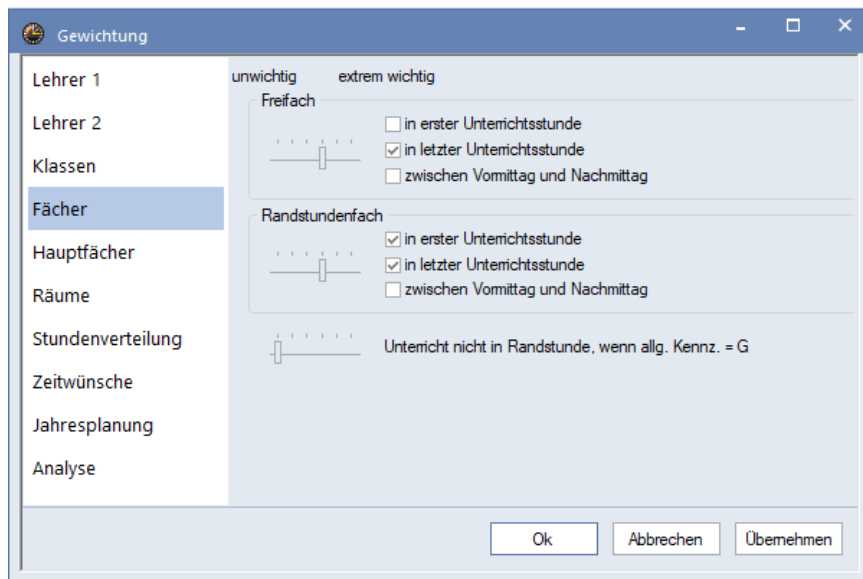 Gewichtung
Lehrer 1
Lehrer 2
Klassen
Fächer
Hauptfächer
Räume
Stundenverteilung
Zeitwünsche
Jahresplanung
Analyse
unwichtig extrem wichtig
Freifach
in erster Unterrichtsstunde
in letzter Unterrichtsstunde
zwischen Vormittag und Nachmittag
Randstundenfach
in erster Unterrichtsstunde
in letzter Unterrichtsstunde
zwischen Vormittag und Nachmittag
Unterricht nicht in Randstunde, wenn allg. Kennz. = G
Ok Abbrechen Übernehmen